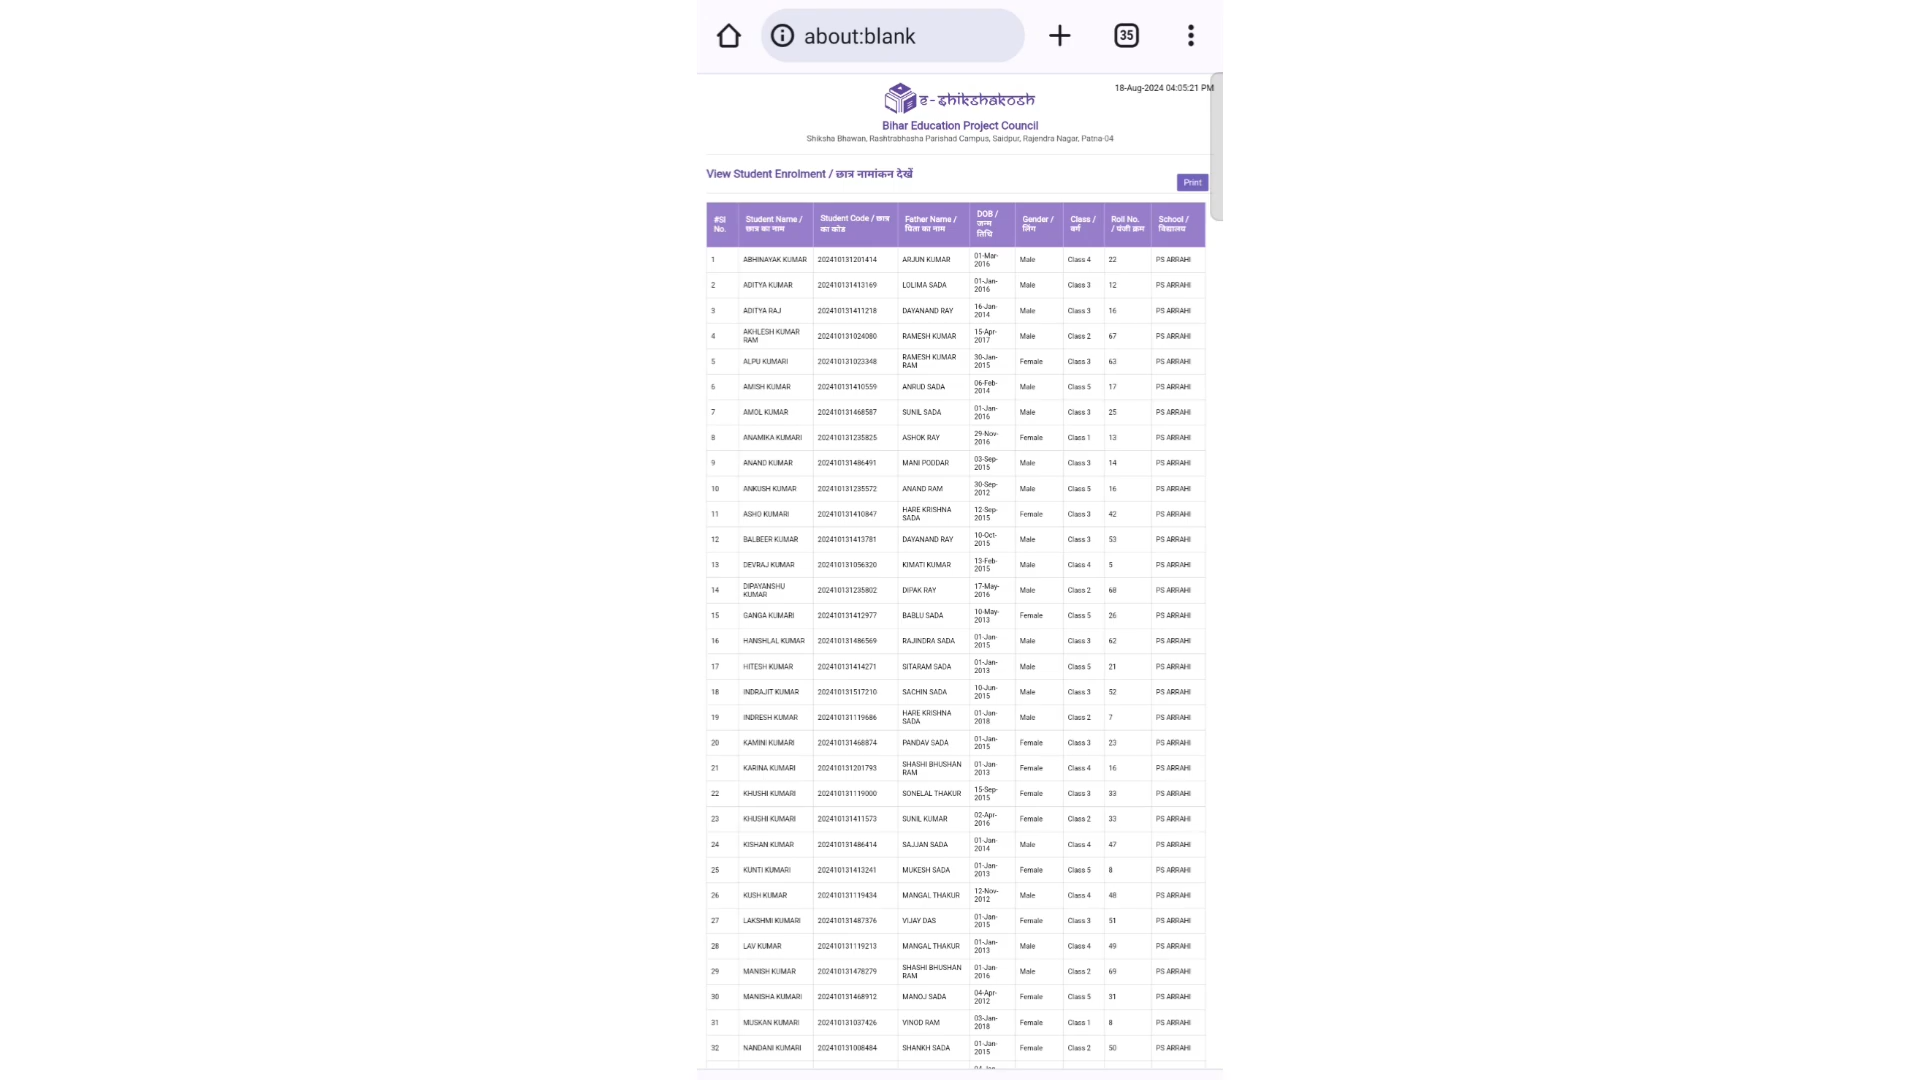 about:blank
35
18-Aug-2024 04:05:21 PM
e-shikshakosh
Bihar Education Project Council
Shiksha Bhawan, Rashtrabhasha Parishad Campus, Saidpur, Rajendra Nagar, Patna-04
View Student Enrolment / छात्र नामांकन देखें
Print
#Sl No. Student Name / छात्र का नाम Student Code / छात्र का कोड Father Name / पिता का नाम DOB / जन्म तिथि Gender / लिंग Class / वर्ग Roll No. / पंजी क्रम School / विद्यालय
1 ABHINAYAK KUMAR 202410131201414 ARJUN KUMAR 01-Mar-2016 Male Class 4 22 PS ARRAHI
2 ADITYA KUMAR 202410131413169 LOLIMA SADA 01-Jan-2016 Male Class 3 12 PS ARRAHI
3 ADITYA RAJ 202410131411218 DAYANAND RAY 16-Jan-2014 Male Class 3 16 PS ARRAHI
4 AKHLESH KUMAR RAM 202410131024080 RAMESH KUMAR 15-Apr-2017 Male Class 2 67 PS ARRAHI
5 ALPU KUMARI 202410131023348 RAMESH KUMAR RAM 30-Jan-2015 Female Class 3 63 PS ARRAHI
6 AMISH KUMAR 202410131410559 ANRUD SADA 06-Feb-2014 Male Class 5 17 PS ARRAHI
7 AMOL KUMAR 202410131468587 SUNIL SADA 01-Jan-2016 Male Class 3 25 PS ARRAHI
8 ANAMIKA KUMARI 202410131235825 ASHOK RAY 29-Nov-2016 Female Class 1 13 PS ARRAHI
9 ANAND KUMAR 202410131486491 MANI PODDAR 03-Sep-2015 Male Class 3 14 PS ARRAHI
10 ANKUSH KUMAR 202410131235572 ANAND RAM 30-Sep-2012 Male Class 5 16 PS ARRAHI
11 ASHO KUMARI 202410131410847 HARE KRISHNA SADA 12-Sep-2015 Female Class 3 42 PS ARRAHI
12 BALBEER KUMAR 202410131413781 DAYANAND RAY 10-Oct-2015 Male Class 3 53 PS ARRAHI
13 DEVRAJ KUMAR 202410131056320 KIMATI KUMAR 13-Feb-2015 Male Class 4 5 PS ARRAHI
14 DIPAYANSHU KUMAR 202410131235802 DIPAK RAY 17-May-2016 Male Class 2 68 PS ARRAHI
15 GANGA KUMARI 202410131412977 BABLU SADA 10-May-2013 Female Class 5 26 PS ARRAHI
16 HANSHLAL KUMAR 202410131486569 RAJINDRA SADA 01-Jan-2015 Male Class 3 62 PS ARRAHI
17 HITESH KUMAR 202410131414271 SITARAM SADA 01-Jan-2013 Male Class 5 21 PS ARRAHI
18 INDRAJIT KUMAR 202410131517210 SACHIN SADA 10-Jun-2015 Male Class 3 52 PS ARRAHI
19 INDRESH KUMAR 202410131119686 HARE KRISHNA SADA 01-Jan-2018 Male Class 2 7 PS ARRAHI
20 KAMINI KUMARI 202410131468874 PANDAV SADA 01-Jan-2015 Female Class 3 23 PS ARRAHI
21 KARINA KUMARI 202410131201793 SHASHI BHUSHAN RAM 01-Jan-2013 Female Class 4 16 PS ARRAHI
22 KHUSHI KUMARI 202410131119000 SONELAL THAKUR 15-Sep-2015 Female Class 3 33 PS ARRAHI
23 KHUSHI KUMARI 202410131411573 SUNIL KUMAR 02-Apr-2016 Female Class 2 33 PS ARRAHI
24 KISHAN KUMAR 202410131486414 SAJJAN SADA 01-Jan-2014 Male Class 4 47 PS ARRAHI
25 KUNTI KUMARI 202410131413241 MUKESH SADA 01-Jan-2013 Female Class 5 8 PS ARRAHI
26 KUSH KUMAR 202410131119434 MANGAL THAKUR 12-Nov-2012 Male Class 4 48 PS ARRAHI
27 LAKSHMI KUMARI 202410131487376 VIJAY DAS 01-Jan-2015 Female Class 3 51 PS ARRAHI
28 LAV KUMAR 202410131119213 MANGAL THAKUR 01-Jan-2013 Male Class 4 49 PS ARRAHI
29 MANISH KUMAR 202410131478279 SHASHI BHUSHAN RAM 01-Jan-2016 Male Class 2 69 PS ARRAHI
30 MANISHA KUMARI 202410131468912 MANOJ SADA 04-Apr-2012 Female Class 5 31 PS ARRAHI
31 MUSKAN KUMARI 202410131037426 VINOD RAM 03-Jan-2018 Female Class 1 8 PS ARRAHI
32 NANDANI KUMARI 202410131008484 SHANKH SADA 01-Jan-2015 Female Class 2 50 PS ARRAHI